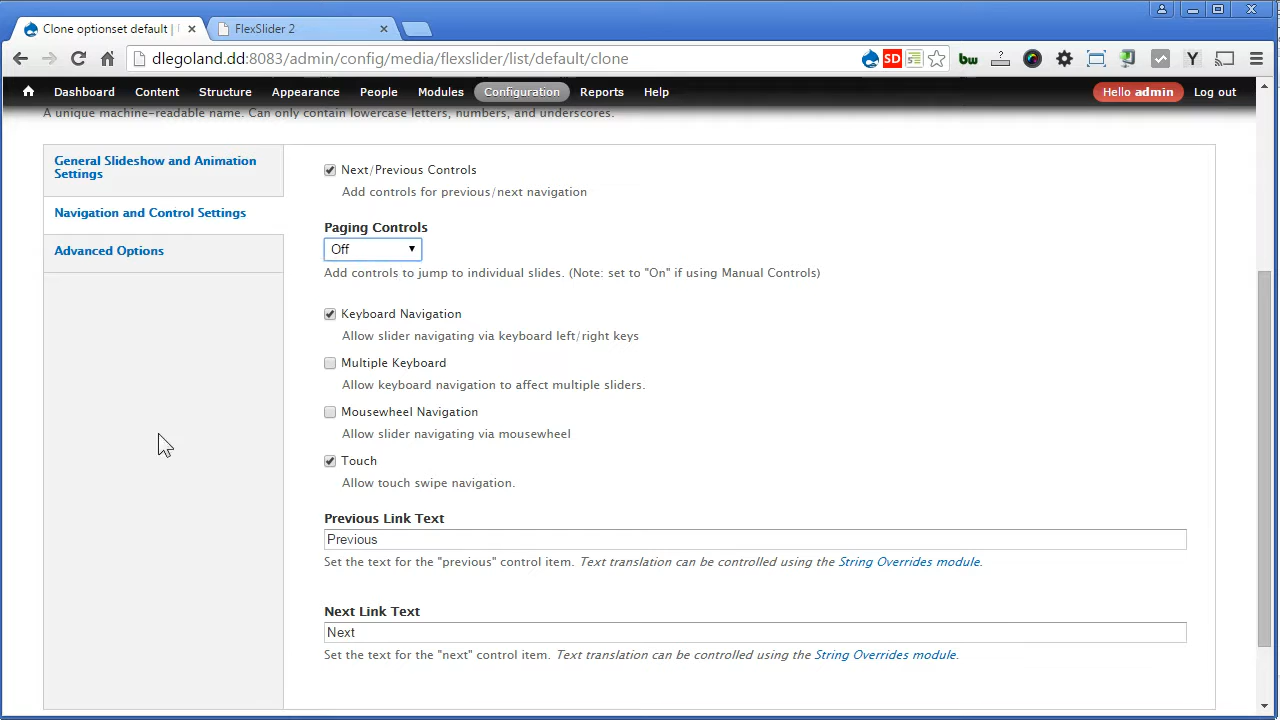 Clone optionset default |
FlexSlider 2
dleggland.dd:8083/admin/config/media/flexslider/list/default/clone
SD
bw
Y
Dashboard Content Structure Appearance People Modules Configuration Reports Help Hello admin Log out
A unique machine-readable name. Can only contain lowercase letters, numbers, and underscores.
General Slideshow and Animation
Settings
Navigation and Control Settings
Advanced Options
Next/Previous Controls
Add controls for previous/next navigation
Paging Controls
Off
Add controls to jump to individual slides. (Note: set to "On" if using Manual Controls)
Keyboard Navigation
Allow slider navigating via keyboard left/right keys
Multiple Keyboard
Allow keyboard navigation to affect multiple sliders.
Mousewheel Navigation
Allow slider navigating via mousewheel
Touch
Allow touch swipe navigation.
Previous Link Text
Previous
Set the text for the "previous" control item. Text translation can be controlled using the String Overrides module.
Next Link Text
Next
Set the text for the "next" control item. Text translation can be controlled using the String Overrides module.